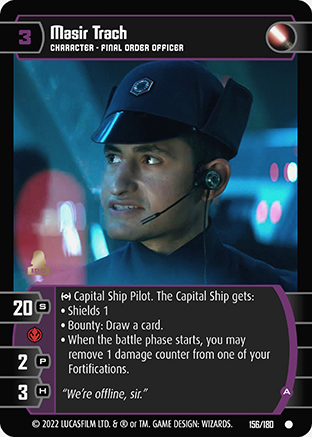 3
Masir Trach
CHARACTER - FINAL ORDER OFFICER
20 S
2 P
3 H
Capital Ship Pilot. The Capital Ship gets:
• Shields 1
• Bounty: Draw a card.
• When the battle phase starts, you may
remove 1 damage counter from one of your
Fortifications.
“We’re offline, sir.”
A
© 2022 LUCASFILM LTD. & ® or TM. GAME DESIGN: WIZARDS.
156/180